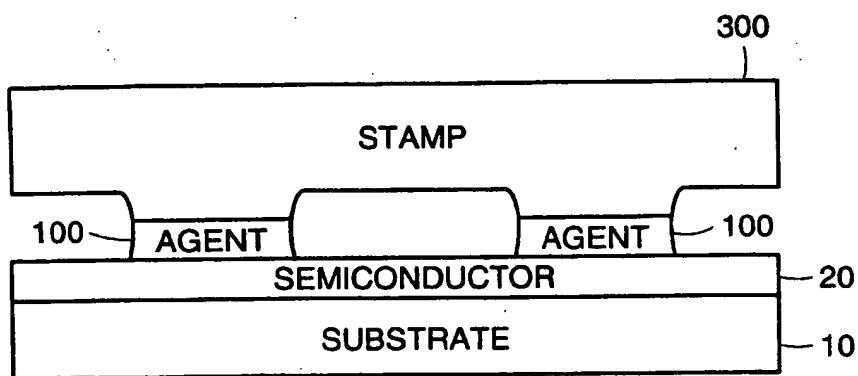 300
STAMP
100 AGENT AGENT 100
SEMICONDUCTOR 20
SUBSTRATE 10